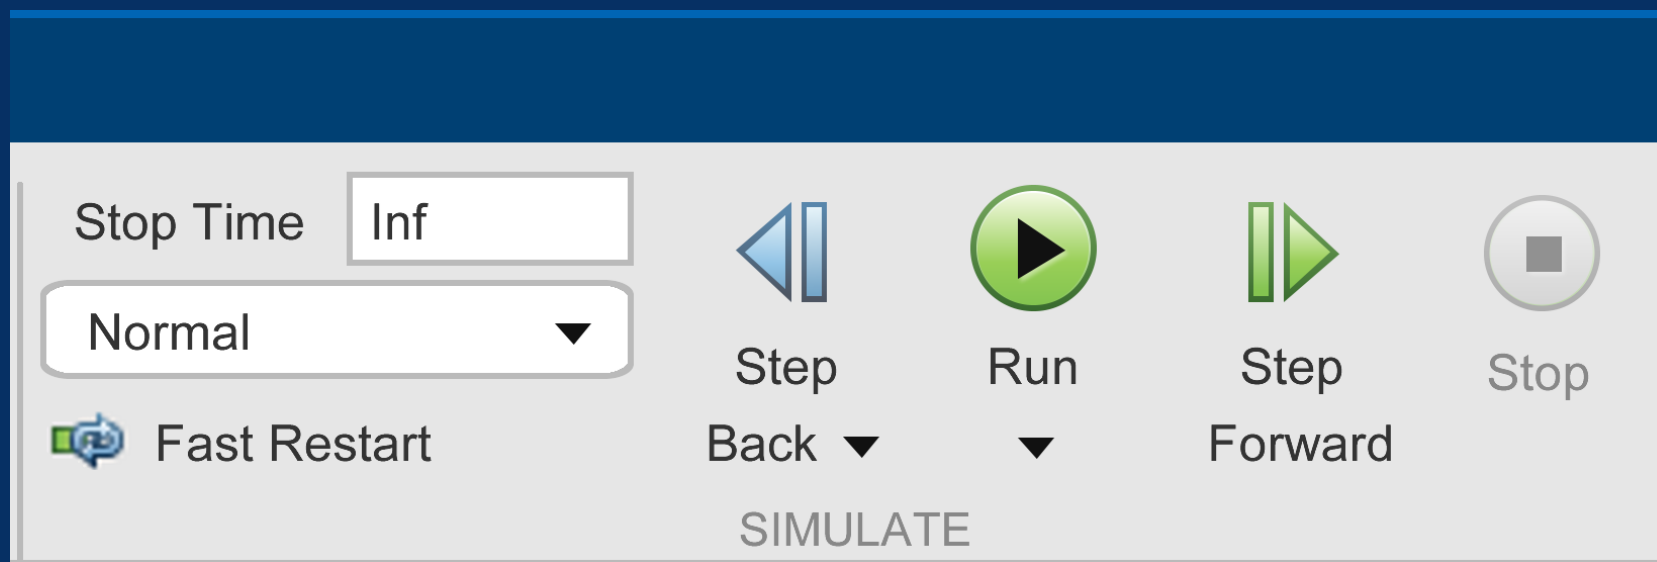 Stop Time Inf
Normal
Fast Restart
Step
Back
Run
Step
Forward
Stop
SIMULATE